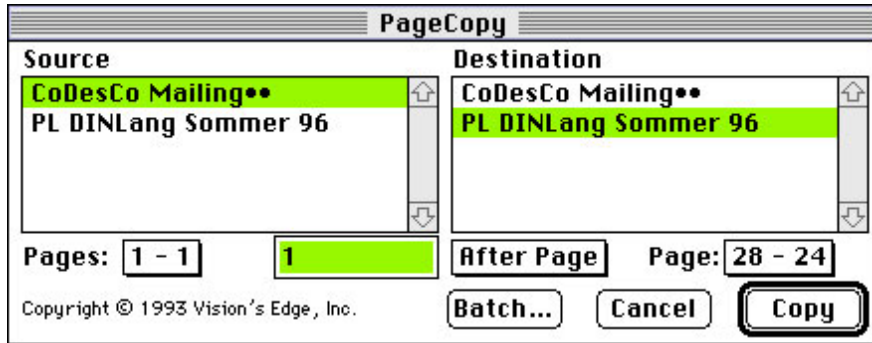 PageCopy
Source
CoDesCo Mailing••
PL DINLang Sommer 96
Destination
CoDesCo Mailing••
PL DINLang Sommer 96
Pages: 1 - 1
1
After Page
Page: 28 - 24
Copyright © 1993 Vision's Edge, Inc.
Batch...
Cancel
Copy